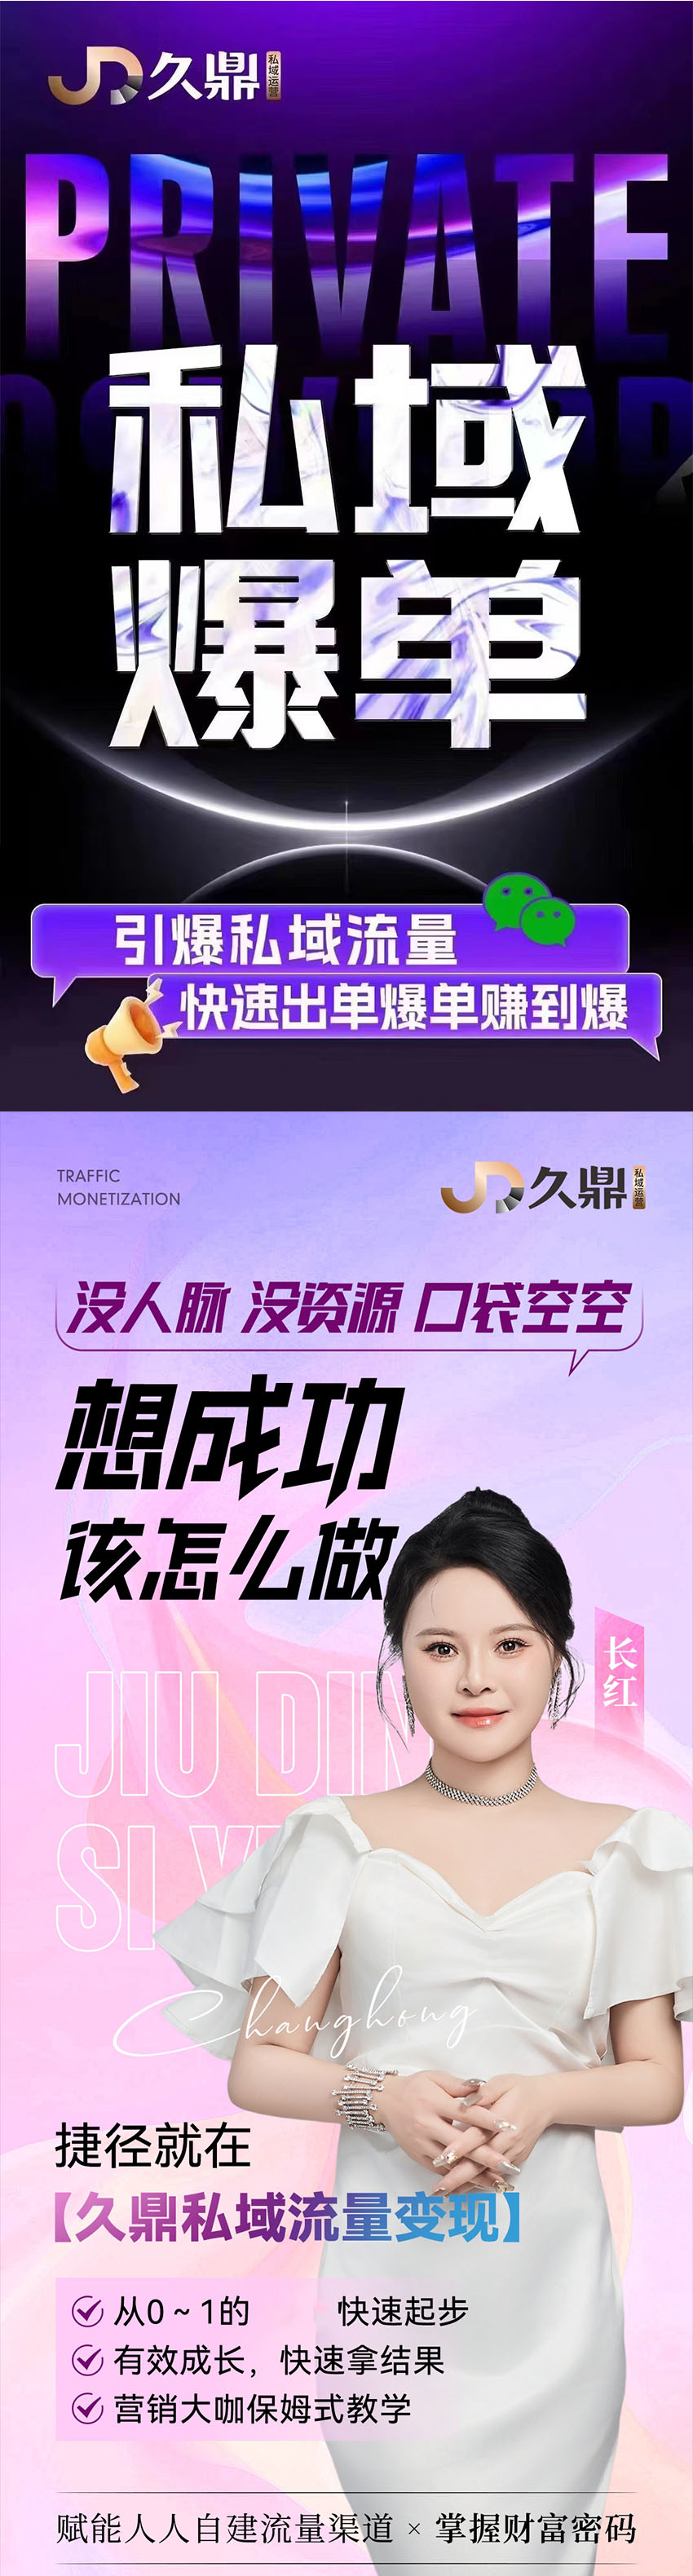 JD久鼎
私域运营
PRIVATE
私域
爆单
引爆私域流量
快速出单爆单赚到爆
TRAFFIC
MONETIZATION
JD久鼎
私域运营
没人脉 没资源 口袋空空
想成功
该怎么做
长红
JIU DIN
SI Y
Changhong
捷径就在
【久鼎私域流量变现】
从0~1的 快速起步
有效成长，快速拿结果
营销大咖保姆式教学
赋能人人自建流量渠道 × 掌握财富密码